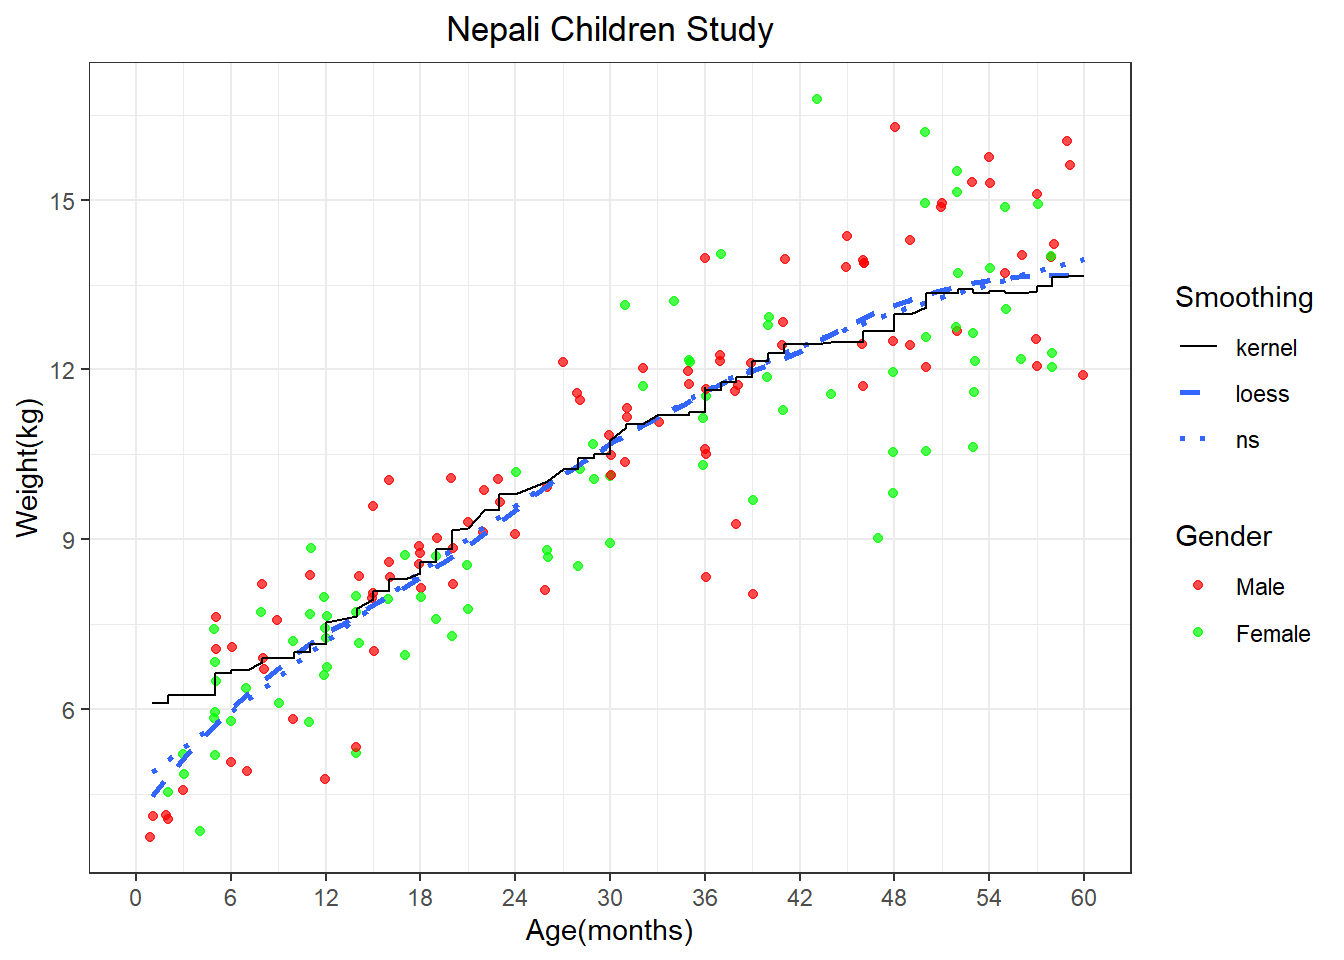 Nepali Children Study
Weight(kg)
15
12
9
6
0 6 12 18 24 30 36 42 48 54 60
Age(months)
Smoothing
kernel
loess
ns
Gender
Male
Female